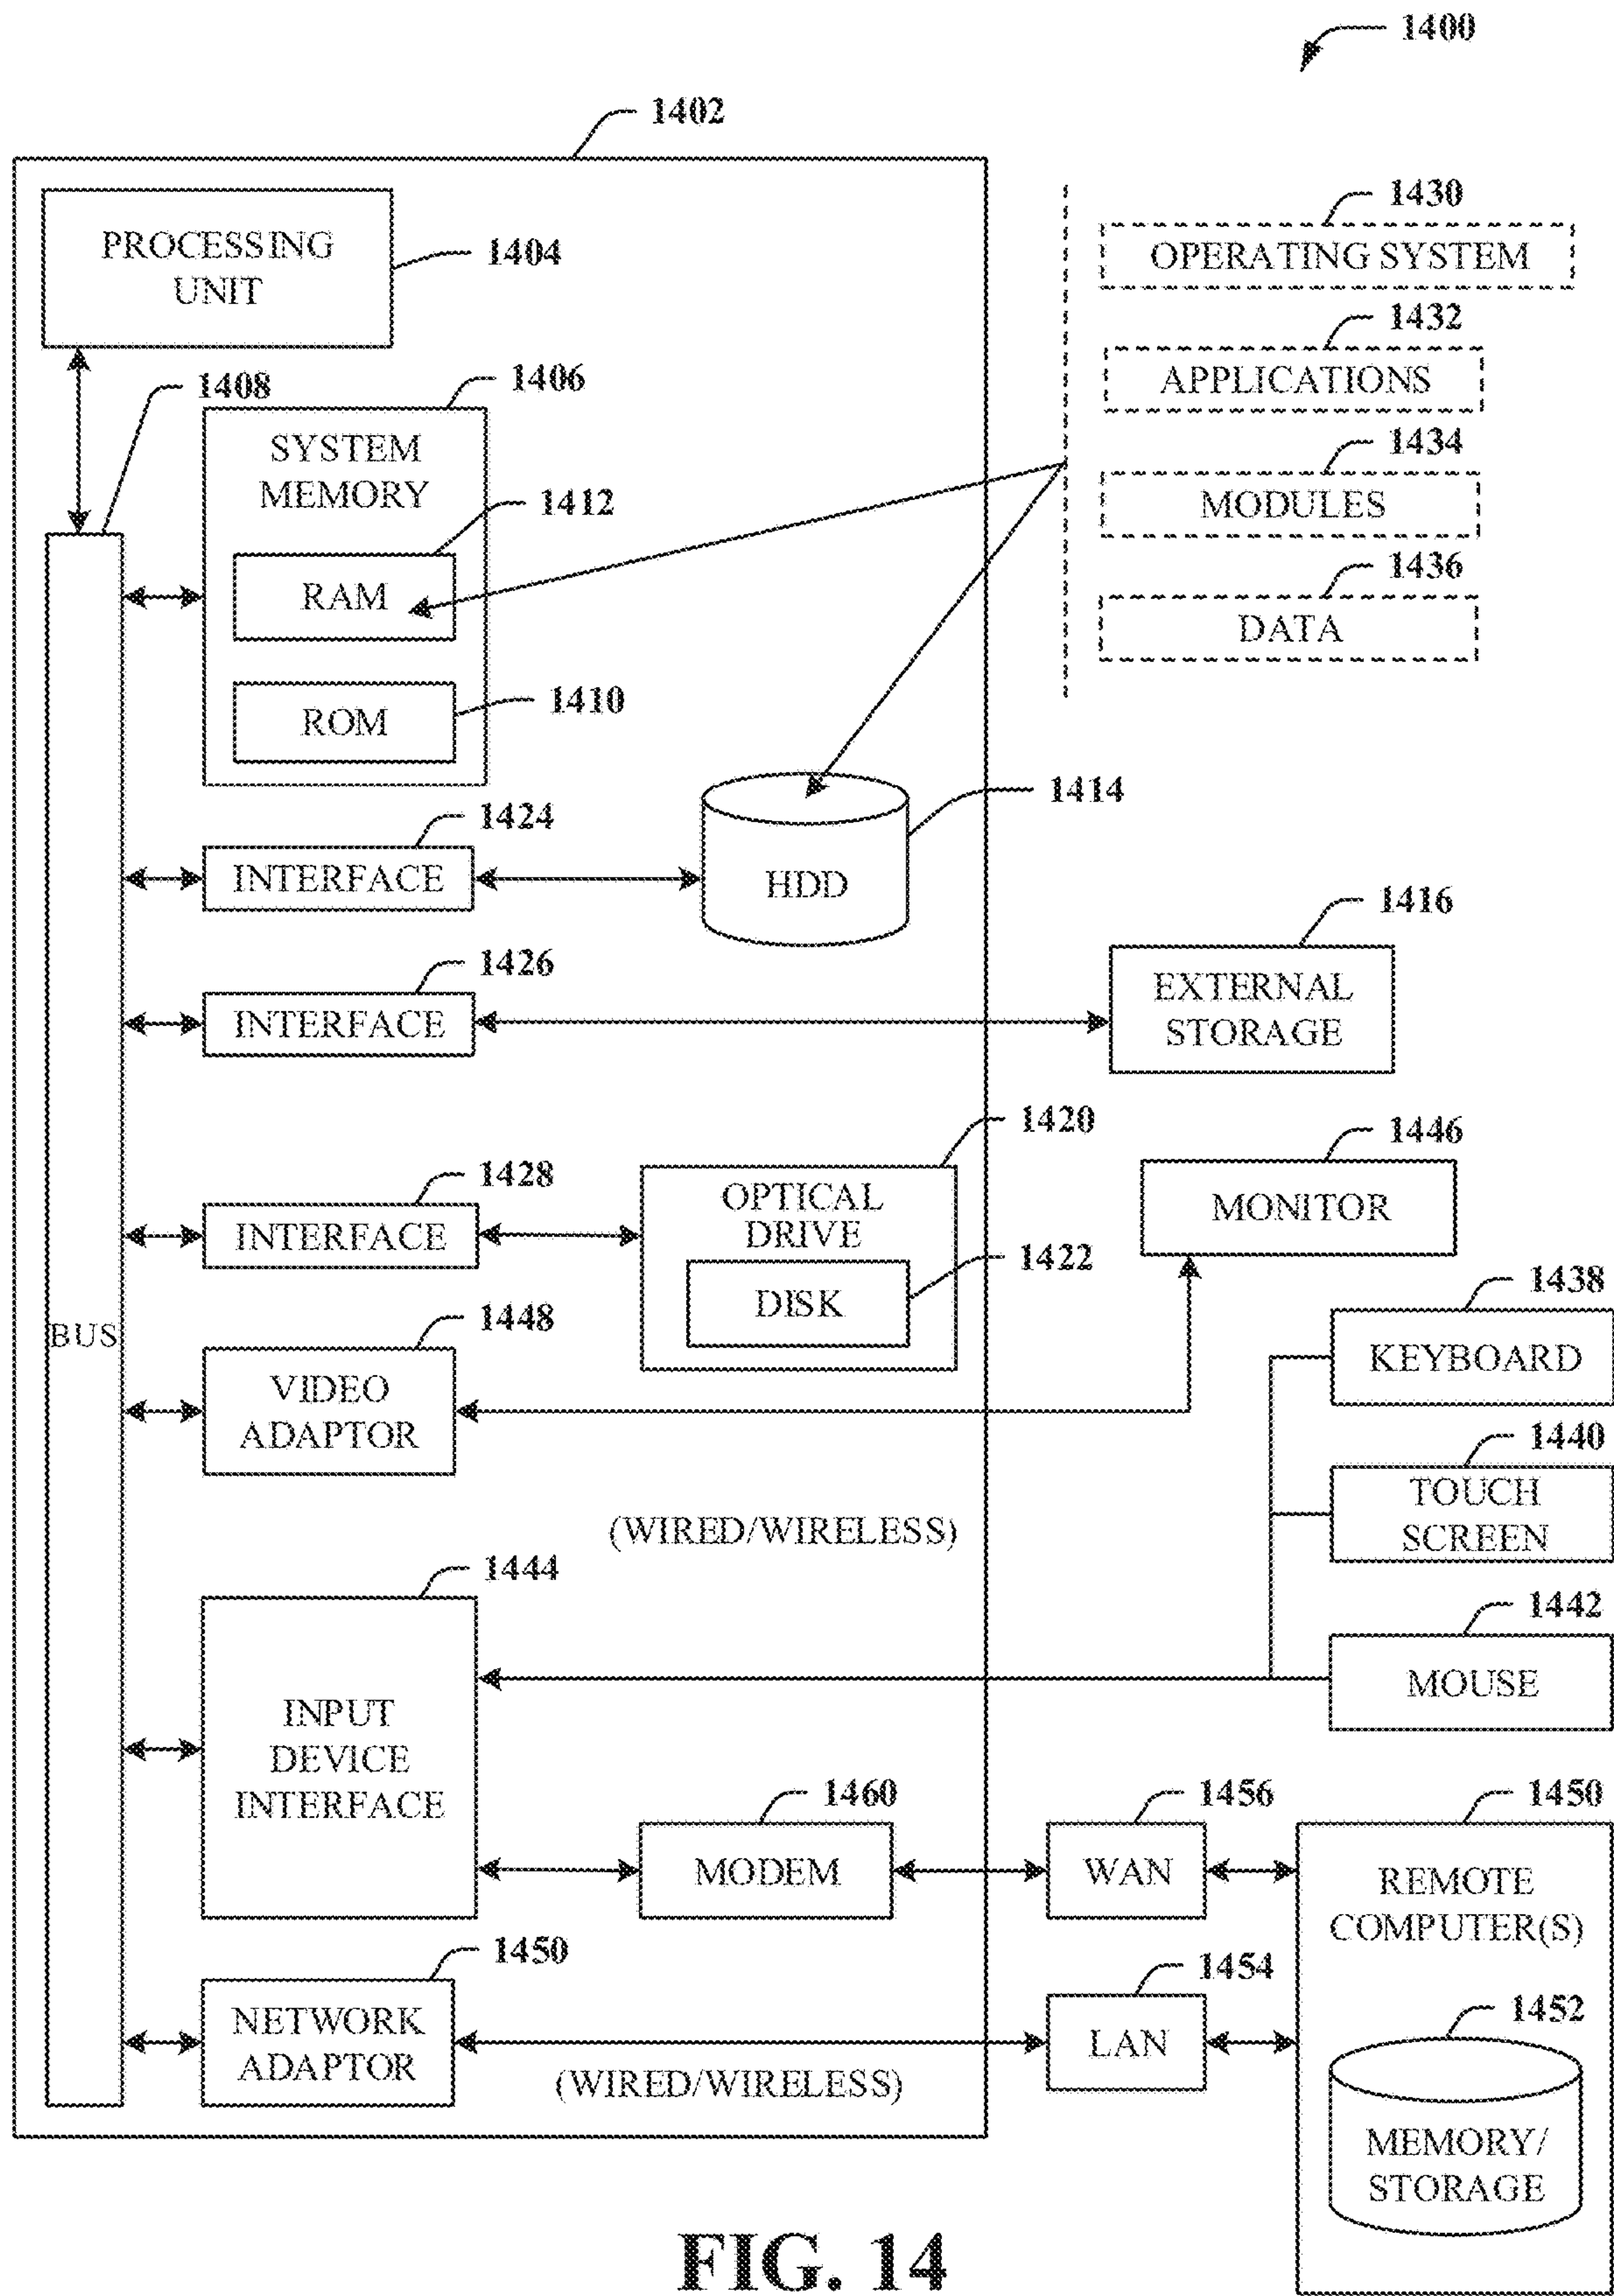 1400
1402
PROCESSING
UNIT
1404
1430
OPERATING SYSTEM
1432
APPLICATIONS
1434
MODULES
1436
DATA
1408
1406
SYSTEM
MEMORY
1412
RAM
1410
ROM
1424
INTERFACE
1414
HDD
1426
INTERFACE
1416
EXTERNAL
STORAGE
1428
INTERFACE
1420
OPTICAL
DRIVE
1422
DISK
1446
MONITOR
BUS
1448
VIDEO
ADAPTOR
1438
KEYBOARD
1440
TOUCH
SCREEN
(WIRED/WIRELESS)
1442
MOUSE
1444
INPUT
DEVICE
INTERFACE
1460
MODEM
1456
WAN
1450
REMOTE
COMPUTER(S)
1450
NETWORK
ADAPTOR
(WIRED/WIRELESS)
1454
LAN
1452
MEMORY/
STORAGE
FIG. 14